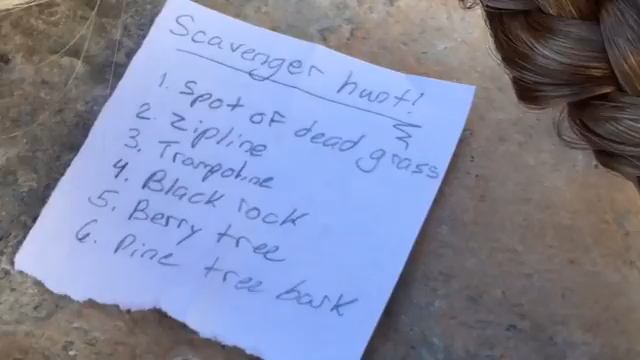 Scavenger hunt!
1. Spot of dead grass
2. Zipline
3. Trampoline
4. Black rock
5. Berry tree
6. Pine tree bark